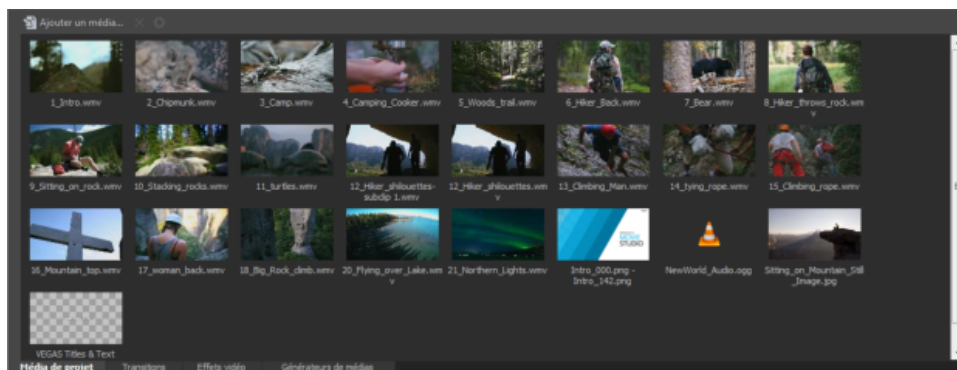 Ajouter un média...
1_Intro.wmv
2_Chipmunk.wmv
3_Camp.wmv
4_Camping_Cooker.wmv
5_Woods_trail.wmv
6_Hiker_Back.wmv
7_Bear.wmv
8_Hiker_throws_rock.wm
v
9_Sitting_on_rock.wmv
10_Stacking_rocks.wmv
11_turtles.wmv
12_Hiker_shilouettes-
subclip 1.wmv
12_Hiker_shilouettes.wm
v
13_Climbing_Man.wmv
14_tying_rope.wmv
15_Climbing_rope.wmv
16_Mountain_top.wmv
17_woman_back.wmv
18_Big_Rock_climb.wmv
20_Flying_over_Lake.wm
v
21_Northern_Lights.wmv
MOVIE
STUDIO
Intro_000.png -
Intro_142.png
NewWorld_Audio.ogg
Sitting_on_Mountain_Still
_Image.jpg
VEGAS Titles & Text
Média de projet Transitions Effets vidéo Générateurs de médias